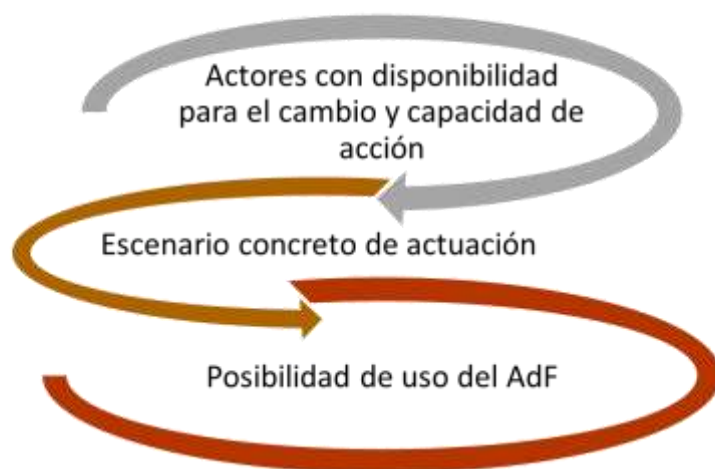 Actores con disponibilidad
para el cambio y capacidad de
acción
Escenario concreto de actuación
Posibilidad de uso del AdF